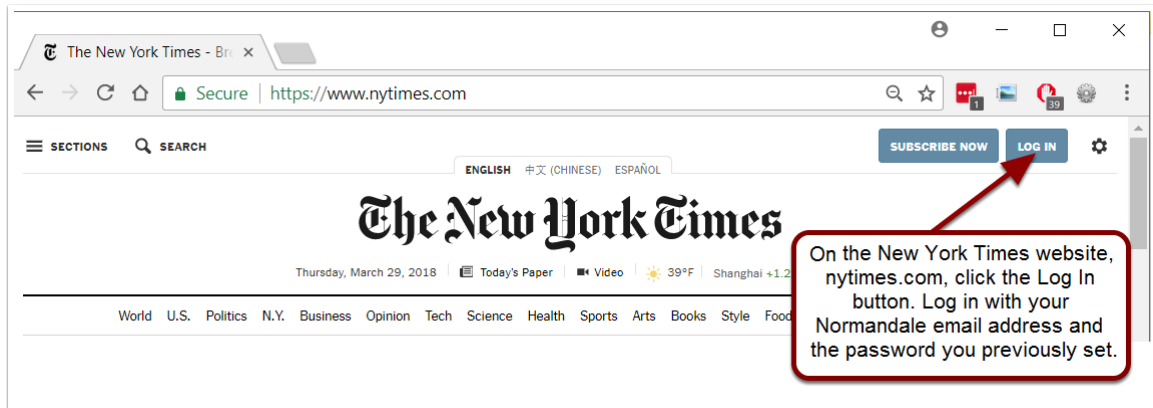 The New York Times - Bre
Secure | https://www.nytimes.com
1
39
SECTIONS SEARCH
SUBSCRIBE NOW LOG IN
ENGLISH 中文 (CHINESE) ESPAÑOL
The New York Times
Thursday, March 29, 2018 Today's Paper Video 39°F Shanghai +1.2
World U.S. Politics N.Y. Business Opinion Tech Science Health Sports Arts Books Style Food
On the New York Times website,
nytimes.com, click the Log In
button. Log in with your
Normandale email address and
the password you previously set.